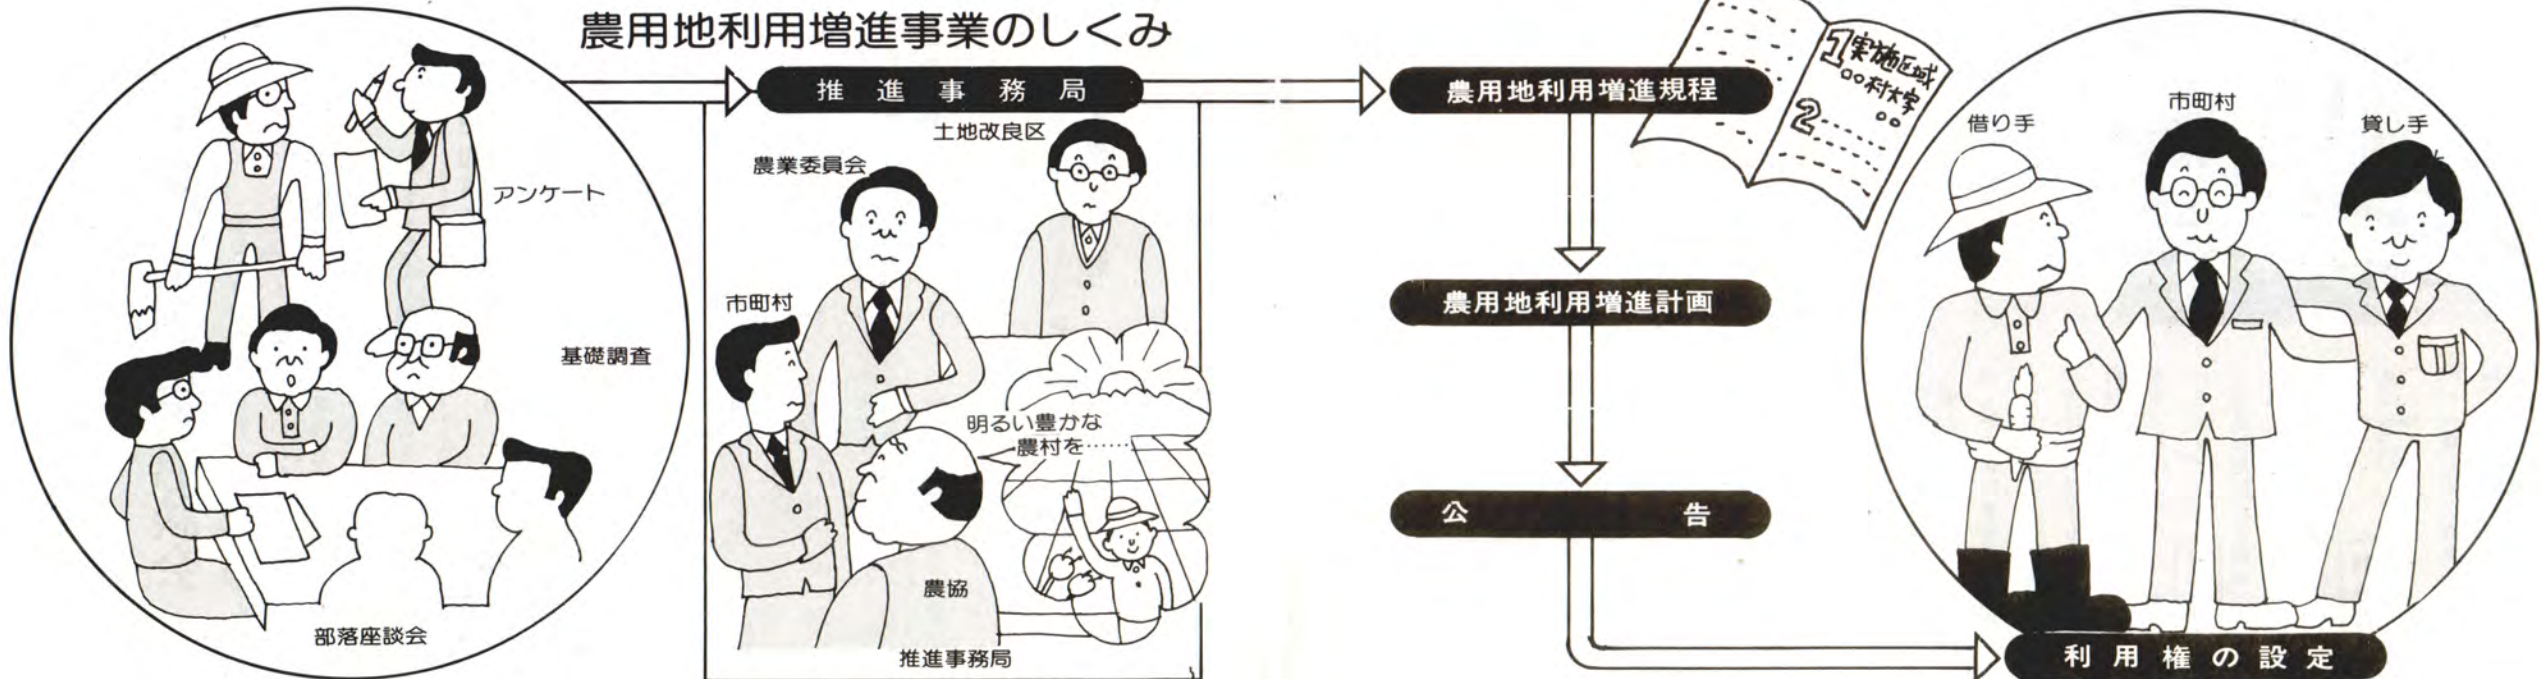 農用地利用増進事業のしくみ
アンケート
基礎調査
部落座談会
推進事務局
土地改良区
農業委員会
市町村
明るい豊かな
農村を……
農協
推進事務局
農用地利用増進規程
1実施区域
○○村大字
○○
2……
農用地利用増進計画
公告
借り手
市町村
貸し手
利用権の設定